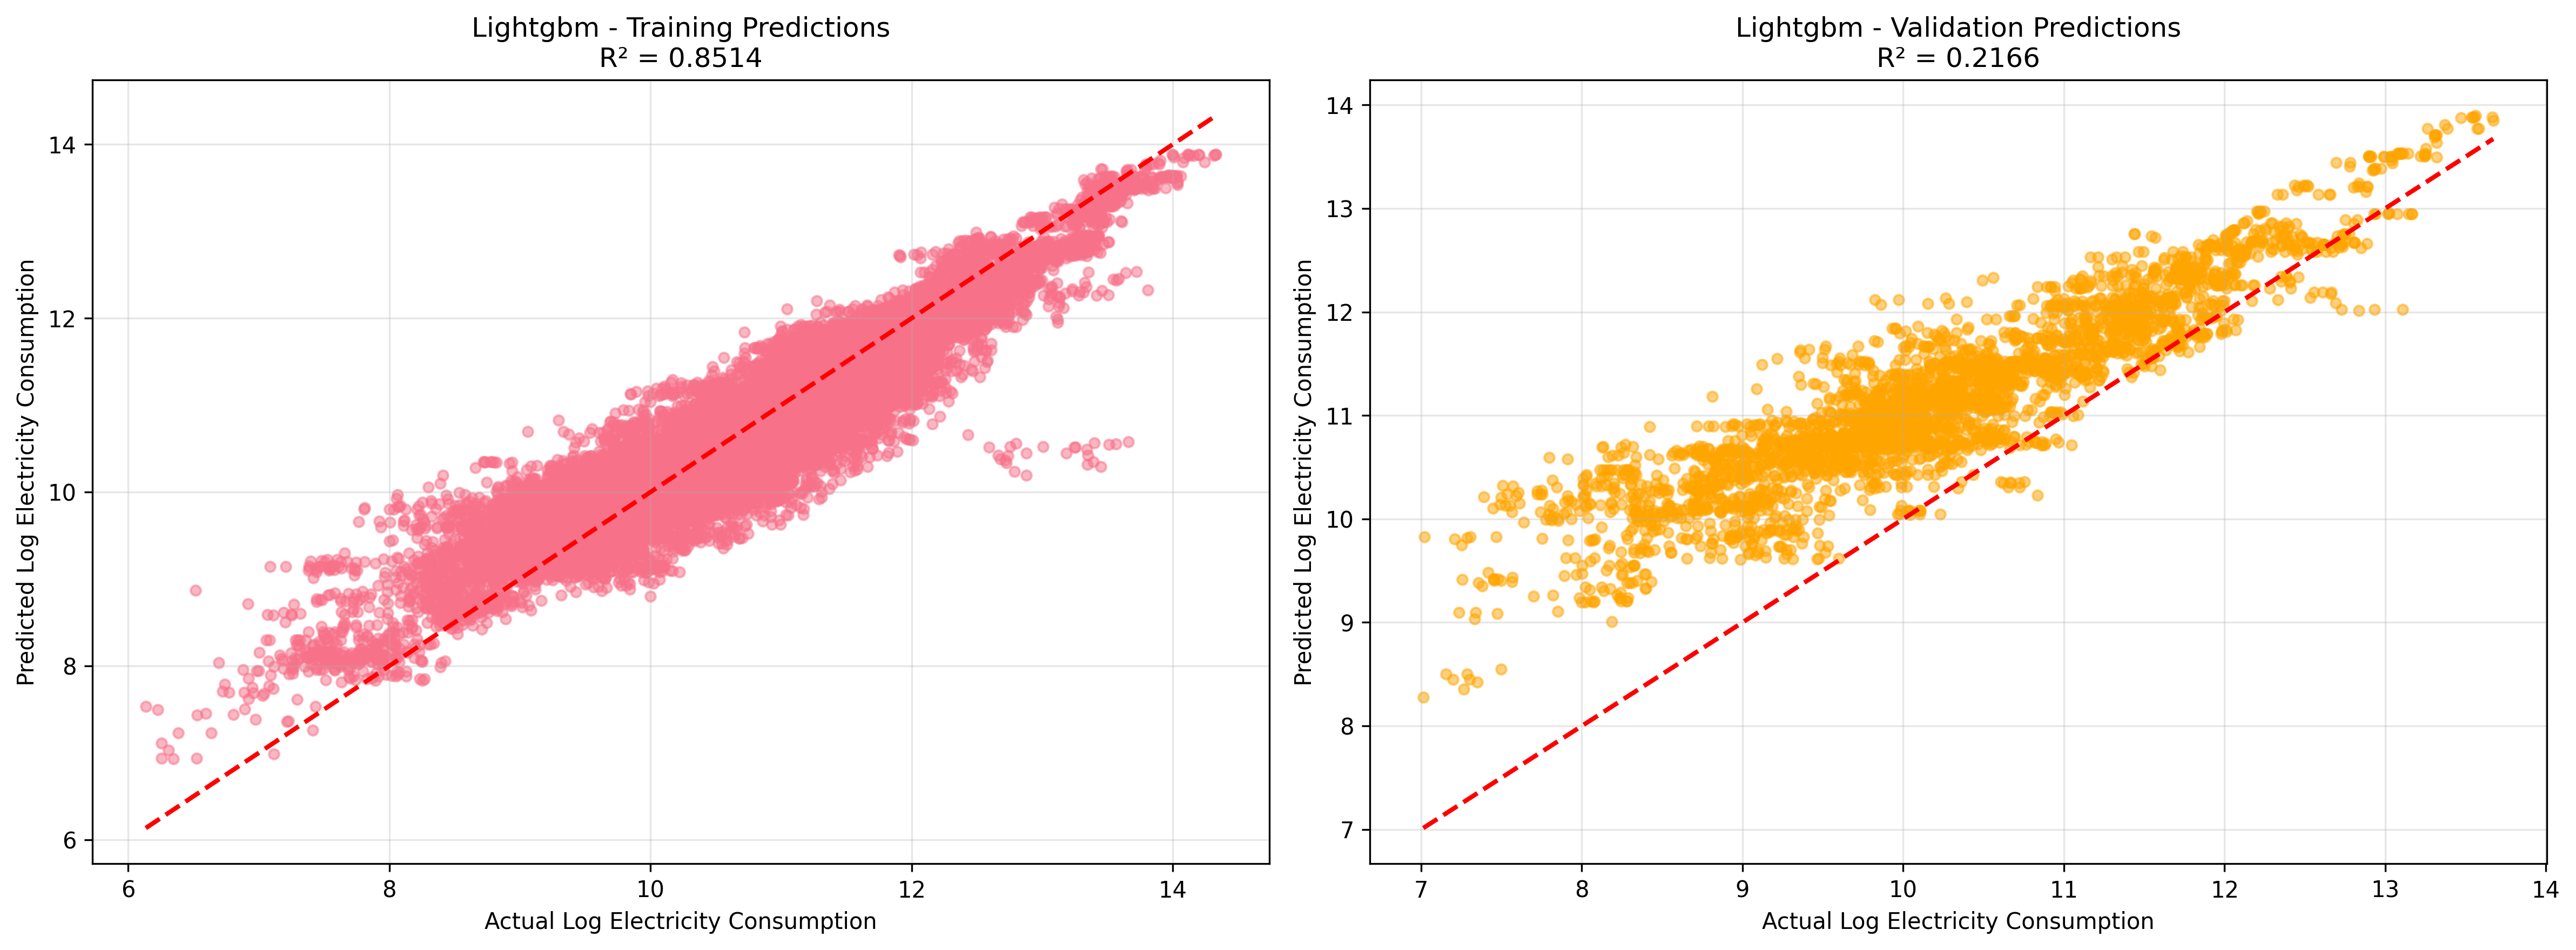 Lightgbm - Training Predictions
R² = 0.8514
Predicted Log Electricity Consumption
14
12
10
8
6
6 8 10 12 14
Actual Log Electricity Consumption
Lightgbm - Validation Predictions
R² = 0.2166
Predicted Log Electricity Consumption
14
13
12
11
10
9
8
7
7 8 9 10 11 12 13 14
Actual Log Electricity Consumption